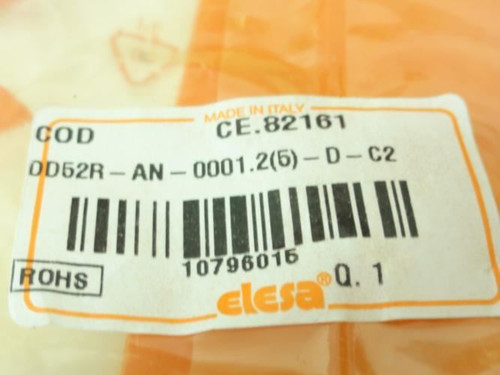 MADE IN ITALY
COD CE.82161
DD52R-AN-0001.2(5)-D-C2
10796015
ROHS
elesa® Q.1